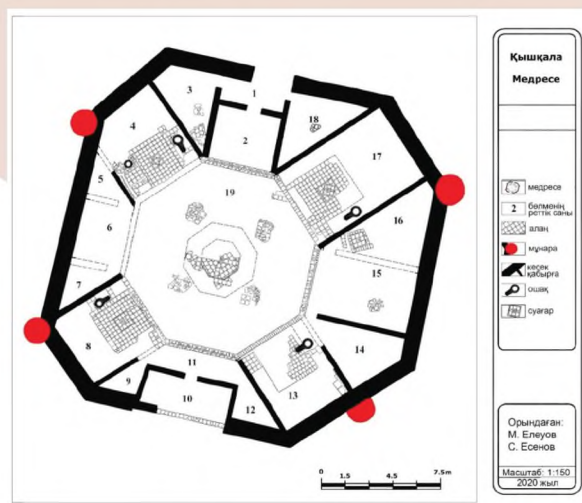 Қышқала
Медресе
медресе
2
бөлменің
реттік саны
алаң
мұнара
кесек
қабырға
ошақ
суағар
Орындаған:
М. Елеуов
С. Есенов
Масштаб: 1:150
2020 жыл
1
2
3
4
5
6
7
8
9
10
11
12
13
14
15
16
17
18
19
0 1.5 4.5 7.5m